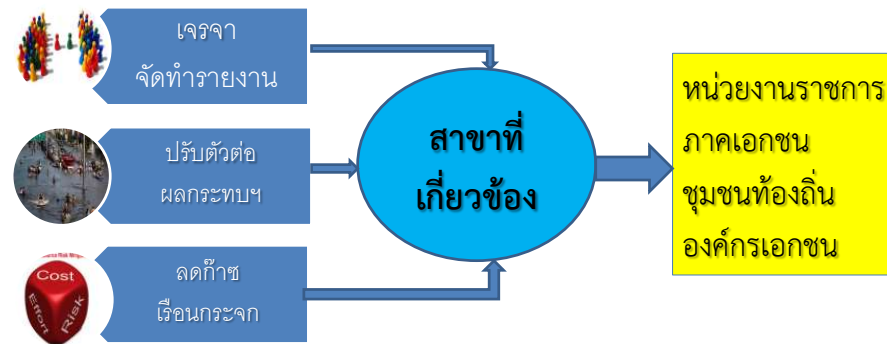 เจรจา
จัดทำรายงาน
ปรับตัวต่อ
ผลกระทบฯ
Cost
Effort
Risk
ลดก๊าซ
เรือนกระจก
สาขาที่
เกี่ยวข้อง
หน่วยงานราชการ
ภาคเอกชน
ชุมชนท้องถิ่น
องค์กรเอกชน